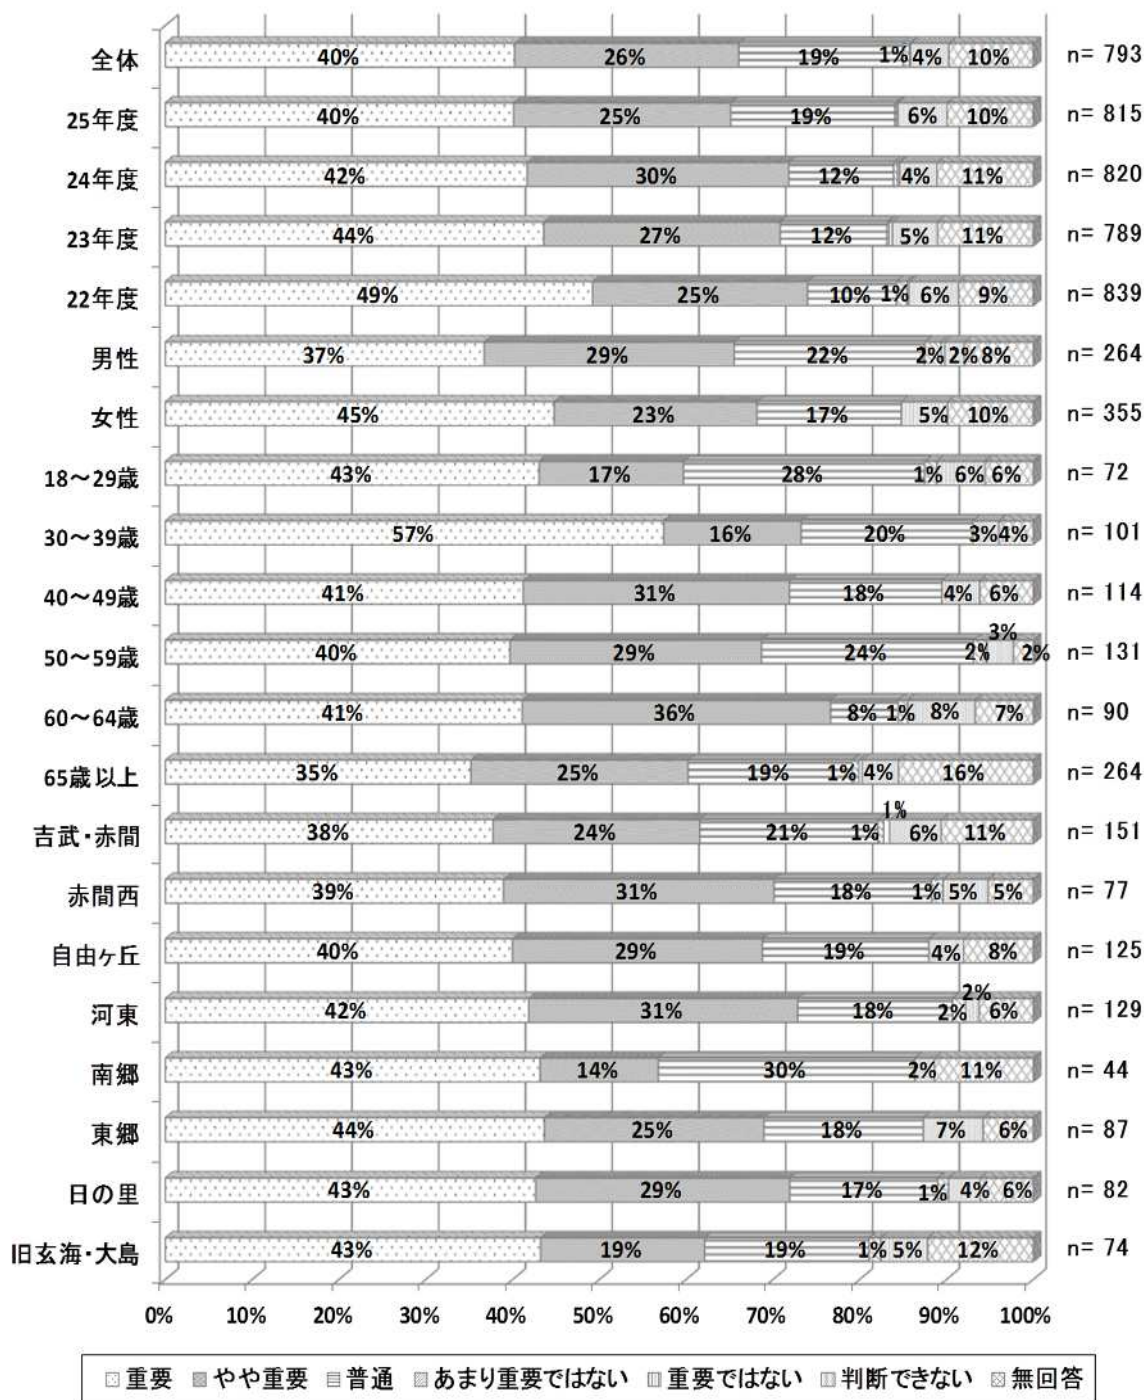 全体 40% 26% 19% 1% 4% 10% n= 793
25年度 40% 25% 19% 6% 10% n= 815
24年度 42% 30% 12% 4% 11% n= 820
23年度 44% 27% 12% 5% 11% n= 789
22年度 49% 25% 10% 1% 6% 9% n= 839
男性 37% 29% 22% 2% 2% 8% n= 264
女性 45% 23% 17% 5% 10% n= 355
18～29歳 43% 17% 28% 1% 6% 6% n= 72
30～39歳 57% 16% 20% 3% 4% n= 101
40～49歳 41% 31% 18% 4% 6% n= 114
50～59歳 40% 29% 24% 2% 3% 2% n= 131
60～64歳 41% 36% 8% 1% 8% 7% n= 90
65歳以上 35% 25% 19% 1% 4% 16% n= 264
吉武・赤間 38% 24% 21% 1% 1% 6% 11% n= 151
赤間西 39% 31% 18% 1% 5% 5% n= 77
自由ヶ丘 40% 29% 19% 4% 8% n= 125
河東 42% 31% 18% 2% 2% 6% n= 129
南郷 43% 14% 30% 2% 11% n= 44
東郷 44% 25% 18% 7% 6% n= 87
日の里 43% 29% 17% 1% 4% 6% n= 82
旧玄海・大島 43% 19% 19% 1% 5% 12% n= 74
0% 10% 20% 30% 40% 50% 60% 70% 80% 90% 100%
重要 やや重要 普通 あまり重要ではない 重要ではない 判断できない 無回答